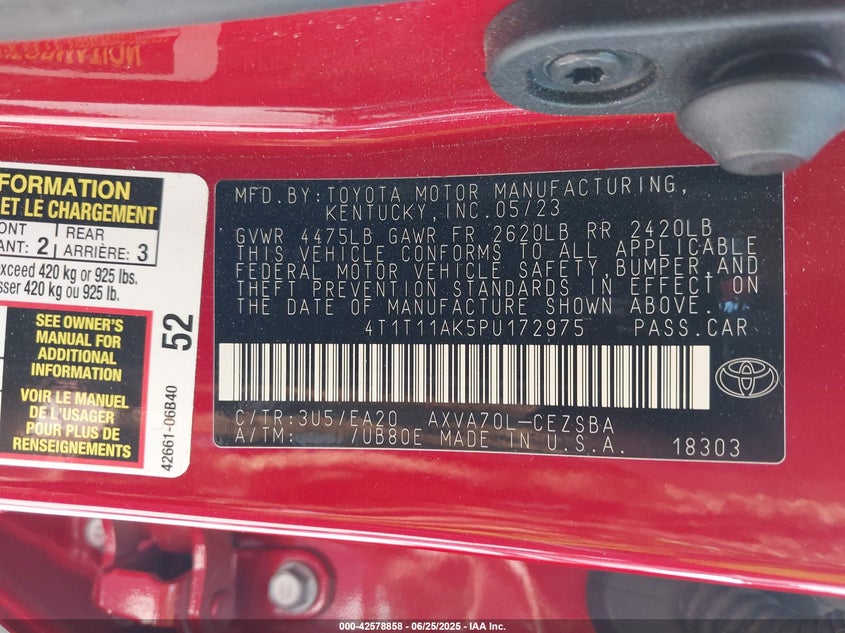 FORMATION
ET LE CHARGEMENT
ONT 2 REAR
ANT: ARRIÈRE: 3
exceed 420 kg or 925 lbs.
sser 420 kg ou 925 lb.
SEE OWNER'S
MANUAL FOR
ADDITIONAL
INFORMATION
VOIR LE MANUEL
DE L'USAGER
POUR PLUS DE
RENSEIGNEMENTS
52
42661-06B40
MFD.BY:TOYOTA MOTOR MANUFACTURING,
KENTUCKY,INC.05/23
GVWR 4475LB GAWR FR 2620LB RR 2420LB
THIS VEHICLE CONFORMS TO ALL APPLICABLE
FEDERAL MOTOR VEHICLE SAFETY,BUMPER,AND
THEFT PREVENTION STANDARDS IN EFFECT ON
THE DATE OF MANUFACTURE SHOWN ABOVE.
4T1T11AK5PU172975 PASS.CAR
C/TR:3U5/EA20 AXVA70L-CEZSBA
A/TM: /UB80E MADE IN U.S.A.
18303
000-42578858 - 06/25/2025 - IAA Inc.